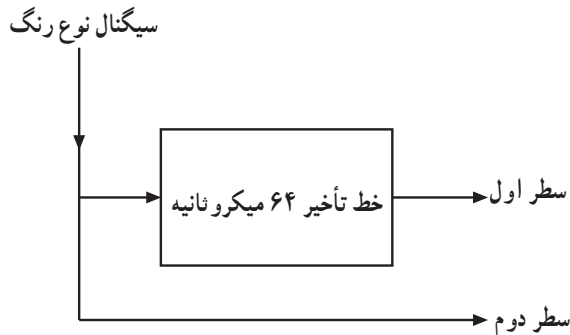 سیگنال نوع رنگ
خط تأخیر ۶۴ میکروثانیه
سطر اول
سطر دوم